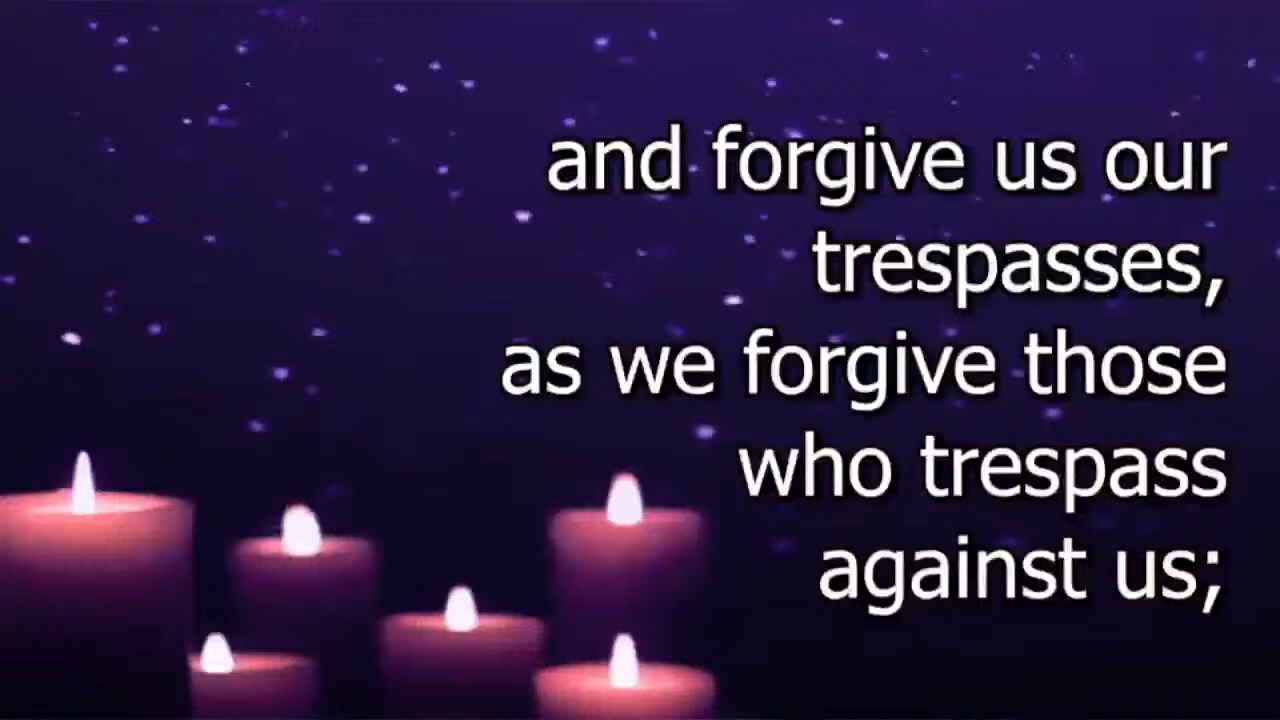 and forgive us our
trespasses,
as we forgive those
who trespass
against us;